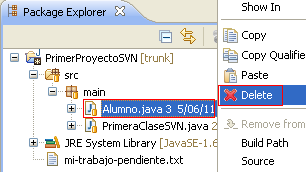 Package Explorer
PrimerProyectoSVN [trunk]
src
main
Alumno.java 3 5/06/11
PrimeraClaseSVN.java 2
JRE System Library [JavaSE-1.6
mi-trabajo-pendiente.txt
Show In
Copy
Copy Qualifie
Paste
Delete
Remove from
Build Path
Source